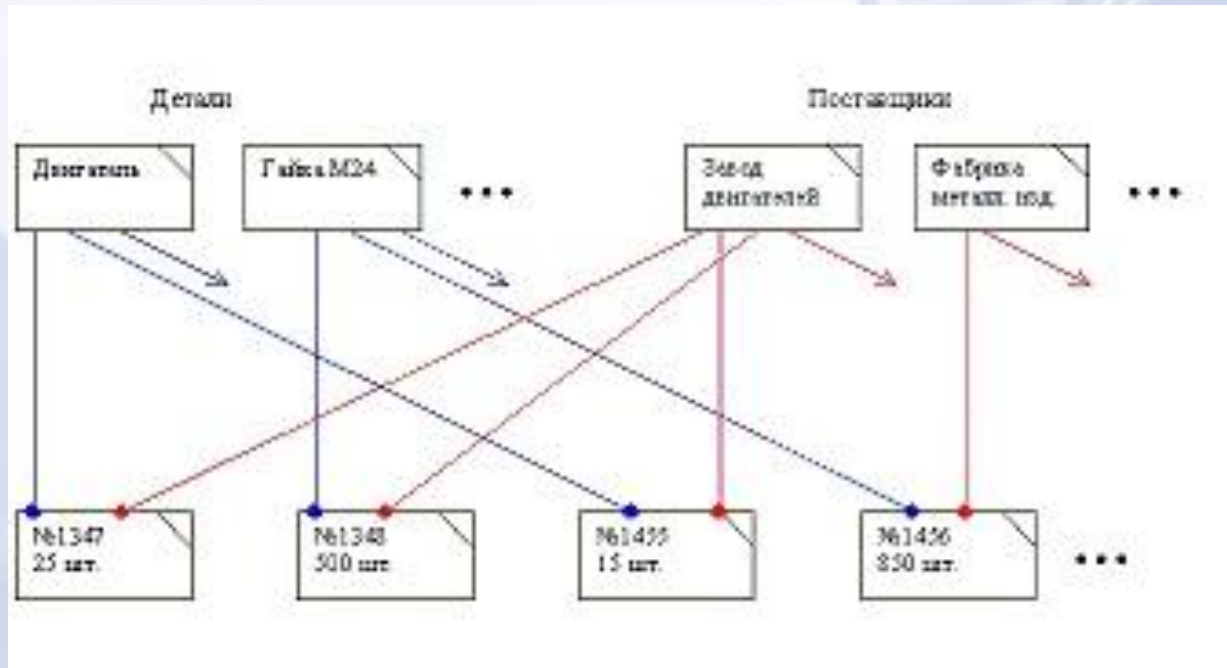 Детали
Поставщики
Двигатель
Гайка М24
Завод
двигателей
Фабрика
металл. изд.
№1347
25 шт.
№1348
500 шт
№1455
15 шт.
№1456
850 шт.